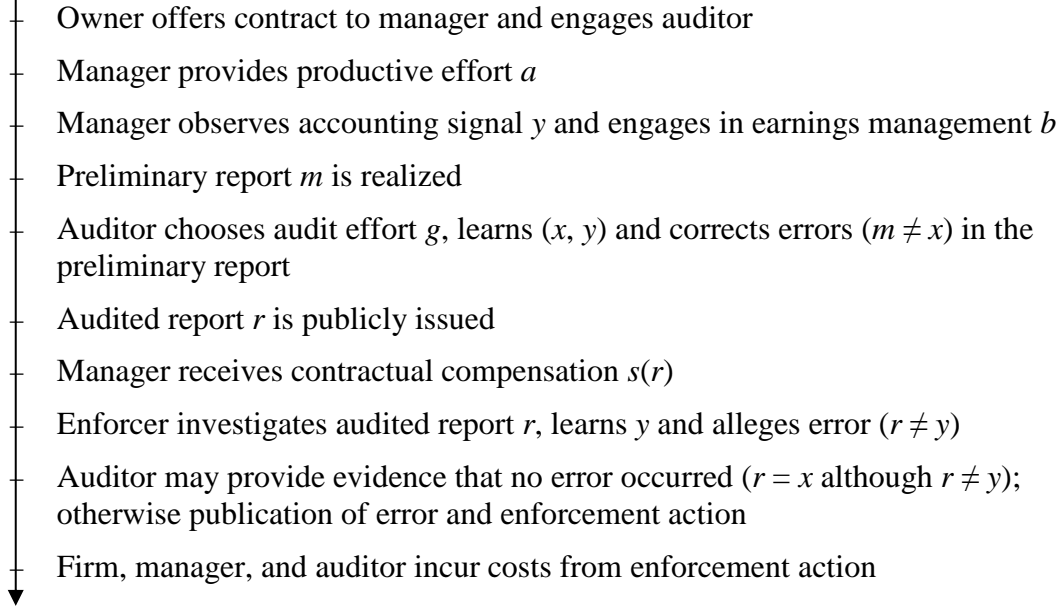 Owner offers contract to manager and engages auditor
Manager provides productive effort a
Manager observes accounting signal y and engages in earnings management b
Preliminary report m is realized
Auditor chooses audit effort g, learns (x, y) and corrects errors (m ≠ x) in the
preliminary report
Audited report r is publicly issued
Manager receives contractual compensation s(r)
Enforcer investigates audited report r, learns y and alleges error (r ≠ y)
Auditor may provide evidence that no error occurred (r = x although r ≠ y);
otherwise publication of error and enforcement action
Firm, manager, and auditor incur costs from enforcement action